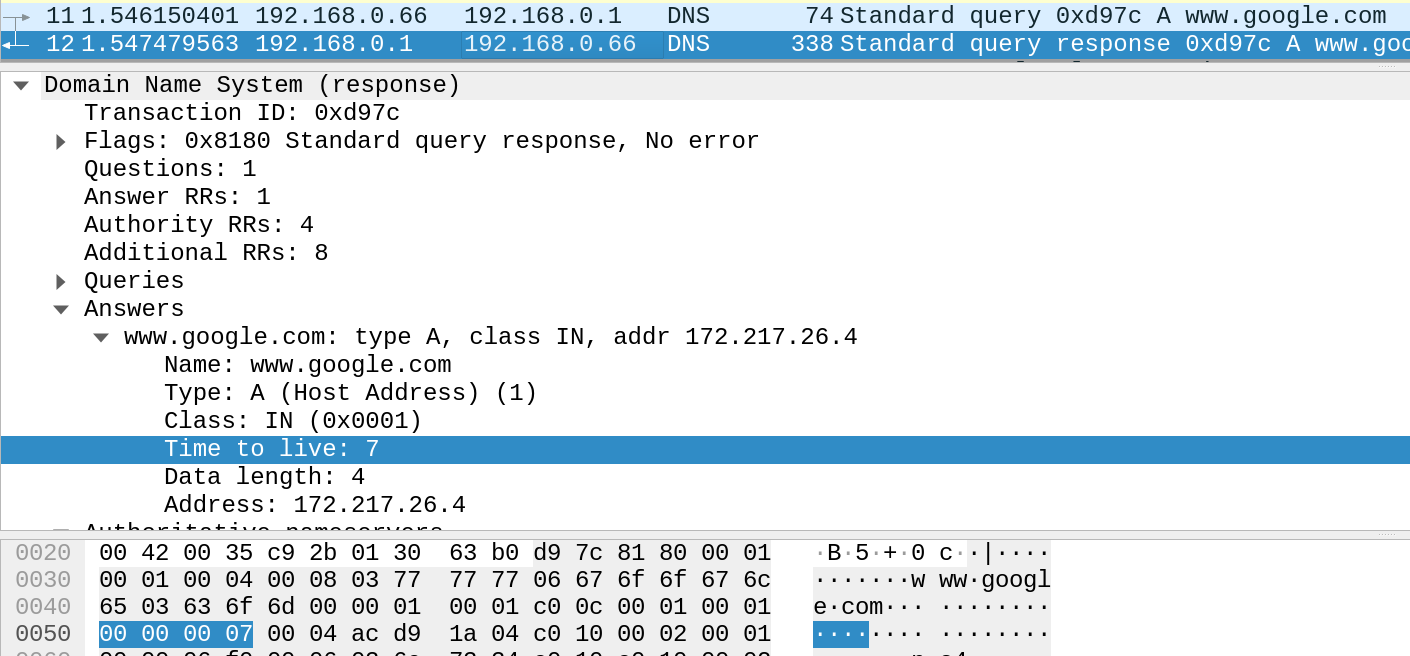 11 1.546150401 192.168.0.66 192.168.0.1 DNS 74 Standard query 0xd97c A www.google.com
12 1.547479563 192.168.0.1 192.168.0.66 DNS 338 Standard query response 0xd97c A www.goo
Domain Name System (response)
Transaction ID: 0xd97c
Flags: 0x8180 Standard query response, No error
Questions: 1
Answer RRs: 1
Authority RRs: 4
Additional RRs: 8
Queries
Answers
www.google.com: type A, class IN, addr 172.217.26.4
Name: www.google.com
Type: A (Host Address) (1)
Class: IN (0x0001)
Time to live: 7
Data length: 4
Address: 172.217.26.4
Authoritative nameservers
0020 00 42 00 35 c9 2b 01 30 63 b0 d9 7c 81 80 00 01 ·B·5·+·0 c··|····
0030 00 01 00 04 00 08 03 77 77 77 06 67 6f 6f 67 6c ·······w ww·googl
0040 65 03 63 6f 6d 00 00 01 00 01 c0 0c 00 01 00 01 e·com··· ········
0050 00 00 00 07 00 04 ac d9 1a 04 c0 10 00 02 00 01 ········ ········